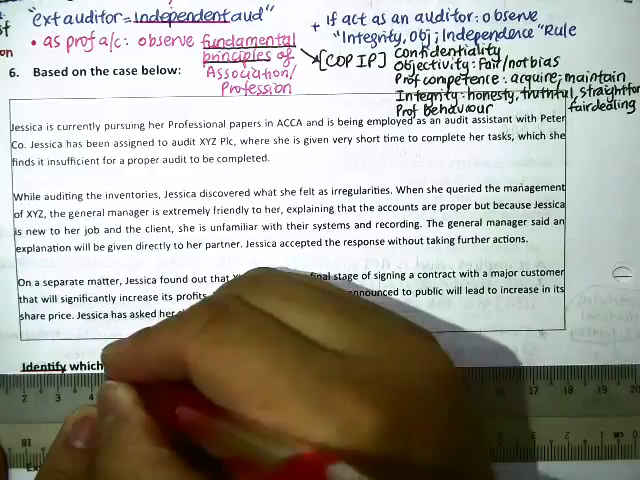 "ext auditor = independent aud"
+ If act as an auditor: observe
"Integrity, Obj; Independence" Rule
• as prof a/c: observe fundamental
principles of
Association/
Profession
[CDPIP]
confidentiality
Objectivity: Fair/not bias
Prof competence: acquire; maintain
Integrity: honesty, truthful, straightfor
fairdealing
Prof Behaviour
6. Based on the case below:
Jessica is currently pursuing her Professional papers in ACCA and is being employed as an audit assistant with Peter
Co. Jessica has been assigned to audit XYZ Plc, where she is given very short time to complete her tasks, which she
finds it insufficient for a proper audit to be completed.
While auditing the inventories, Jessica discovered what she felt as irregularities. When she queried the management
of XYZ, the general manager is extremely friendly to her, explaining that the accounts are proper but because Jessica
is new to her job and the client, she is unfamiliar with their systems and recording. The general manager said an
explanation will be given directly to her partner. Jessica accepted the response without taking further actions.
On a separate matter, Jessica found out that final stage of signing a contract with a major customer
that will significantly increase its profits announced to public will lead to increase in its
share price. Jessica has asked her
Identify which
2 3 4 16 17 18 19 20